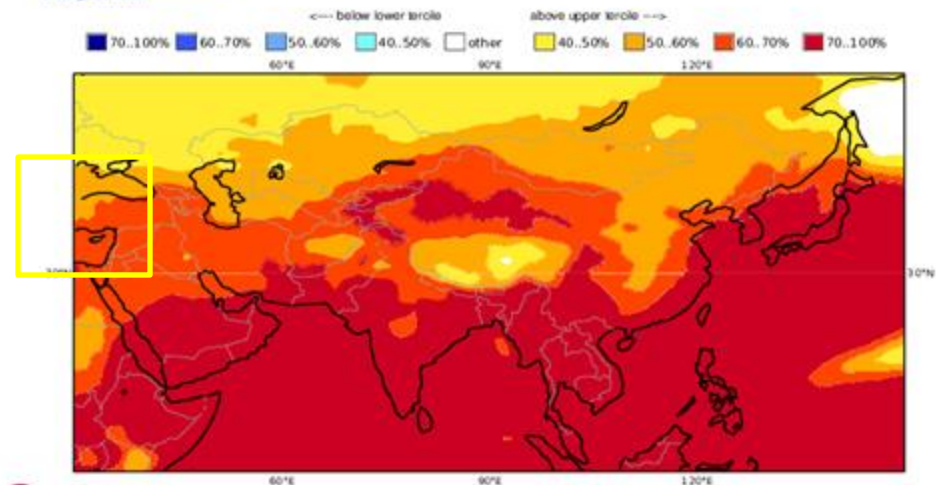 <--- below lower tercile above upper tercile --->
70..100% 60..70% 50..60% 40..50% other 40..50% 50..60% 60..70% 70..100%
60°E 90°E 120°E
30°N 30°N
60°E 90°E 120°E